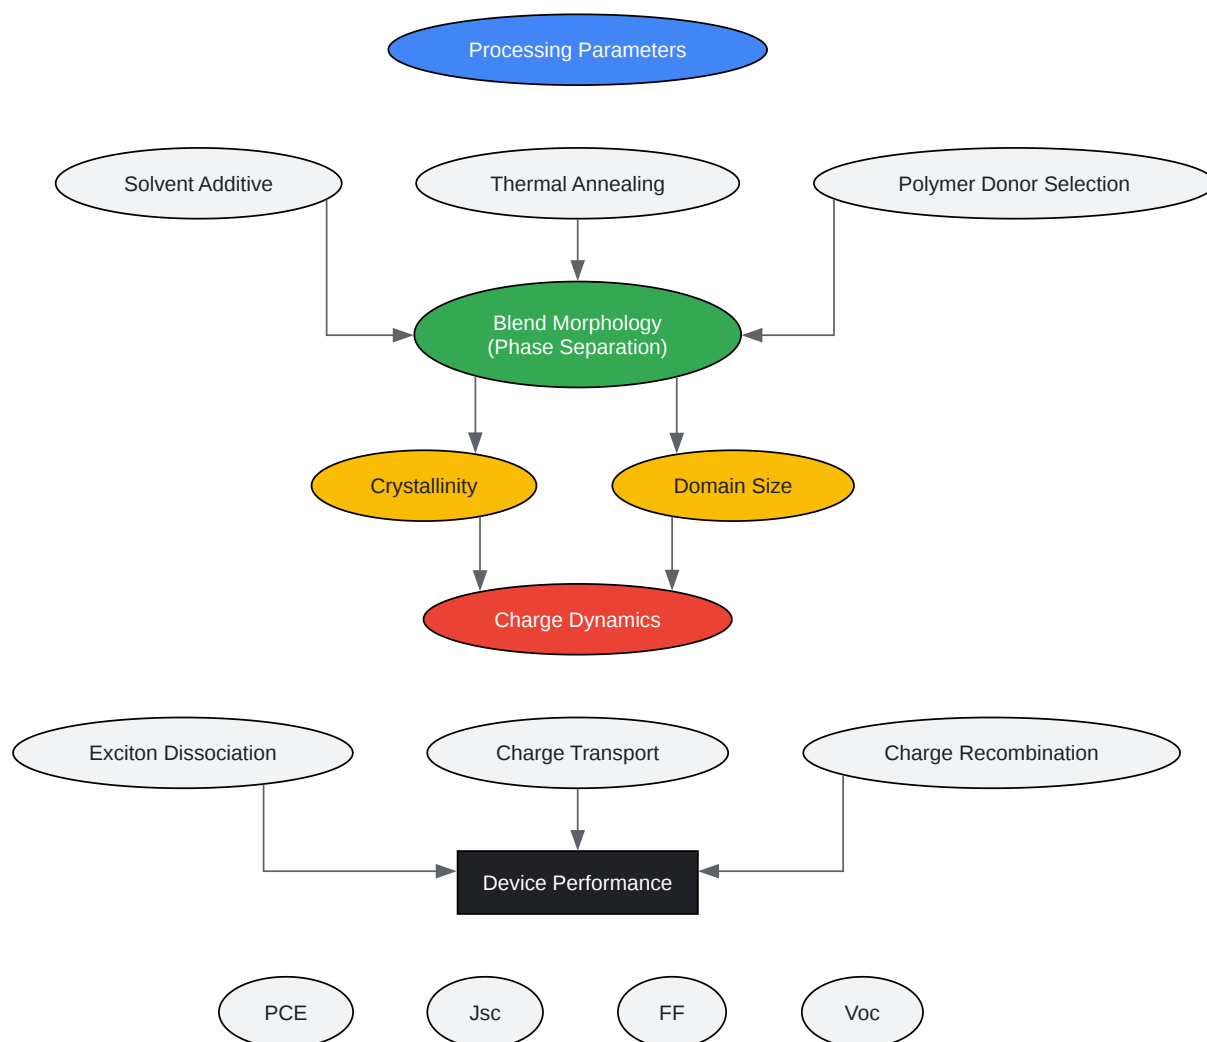 Processing Parameters
Solvent Additive
Thermal Annealing
Polymer Donor Selection
Blend Morphology
(Phase Separation)
Crystallinity
Domain Size
Charge Dynamics
Exciton Dissociation
Charge Transport
Charge Recombination
Device Performance
PCE
Jsc
FF
Voc